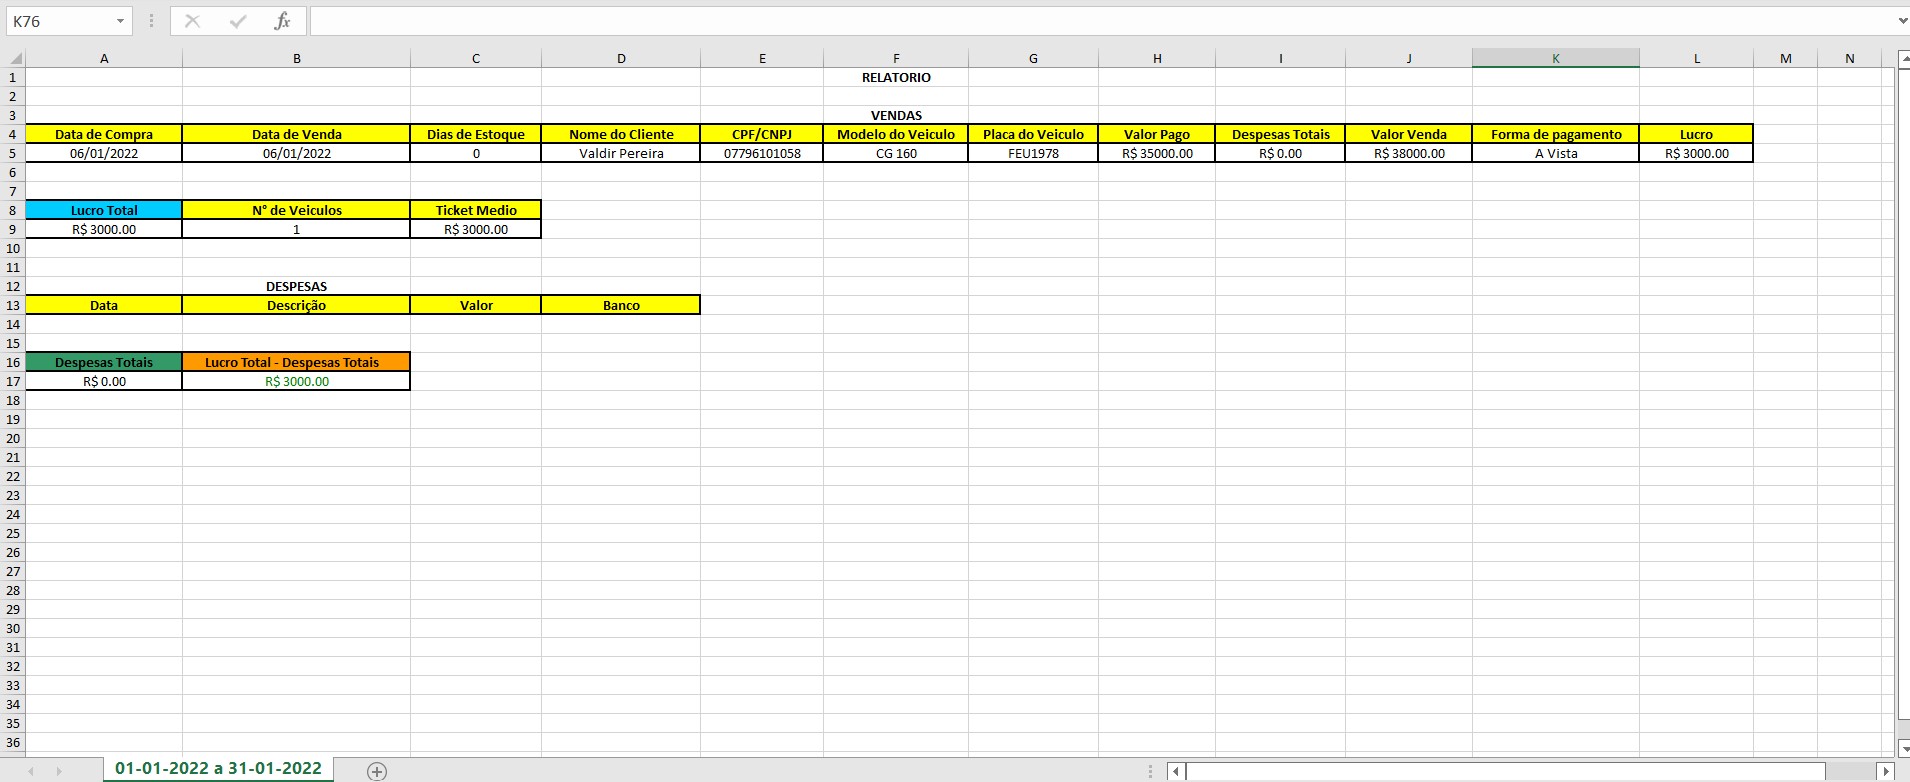 K76
fx
A B C D E F G H I J K L M N
1 RELATORIO
2
3 VENDAS
4 Data de Compra Data de Venda Dias de Estoque Nome do Cliente CPF/CNPJ Modelo do Veiculo Placa do Veiculo Valor Pago Despesas Totais Valor Venda Forma de pagamento Lucro
5 06/01/2022 06/01/2022 0 Valdir Pereira 07796101058 CG 160 FEU1978 R$ 35000.00 R$ 0.00 R$ 38000.00 A Vista R$ 3000.00
6
7
8 Lucro Total N° de Veiculos Ticket Medio
9 R$ 3000.00 1 R$ 3000.00
10
11
12 DESPESAS
13 Data Descrição Valor Banco
14
15
16 Despesas Totais Lucro Total - Despesas Totais
17 R$ 0.00 R$ 3000.00
18
19
20
21
22
23
24
25
26
27
28
29
30
31
32
33
34
35
36
01-01-2022 a 31-01-2022